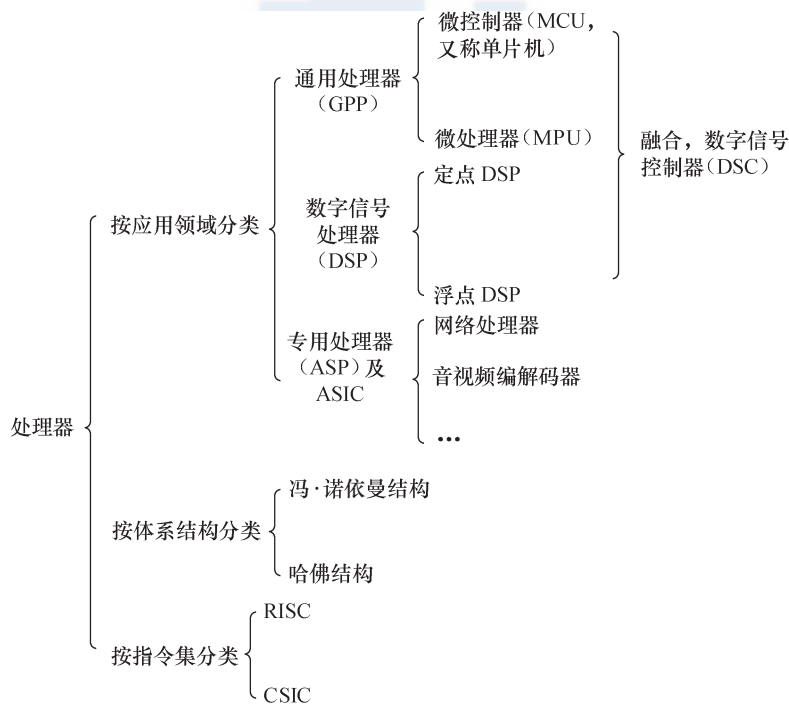 处理器
按应用领域分类
通用处理器
（GPP）
微控制器（MCU，
又称单片机）
微处理器（MPU）
数字信号
处理器
（DSP）
定点 DSP
浮点 DSP
融合，数字信号
控制器（DSC）
专用处理器
（ASP）及
ASIC
网络处理器
音视频编解码器
…
按体系结构分类
冯·诺依曼结构
哈佛结构
按指令集分类
RISC
CSIC